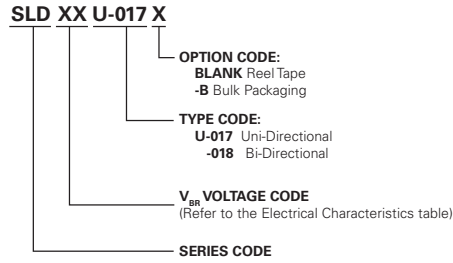 SLD XX U-017 X
OPTION CODE:
BLANK Reel Tape
-B Bulk Packaging
TYPE CODE:
U-017 Uni-Directional
-018 Bi-Directional
VBR VOLTAGE CODE
(Refer to the Electrical Characteristics table)
SERIES CODE